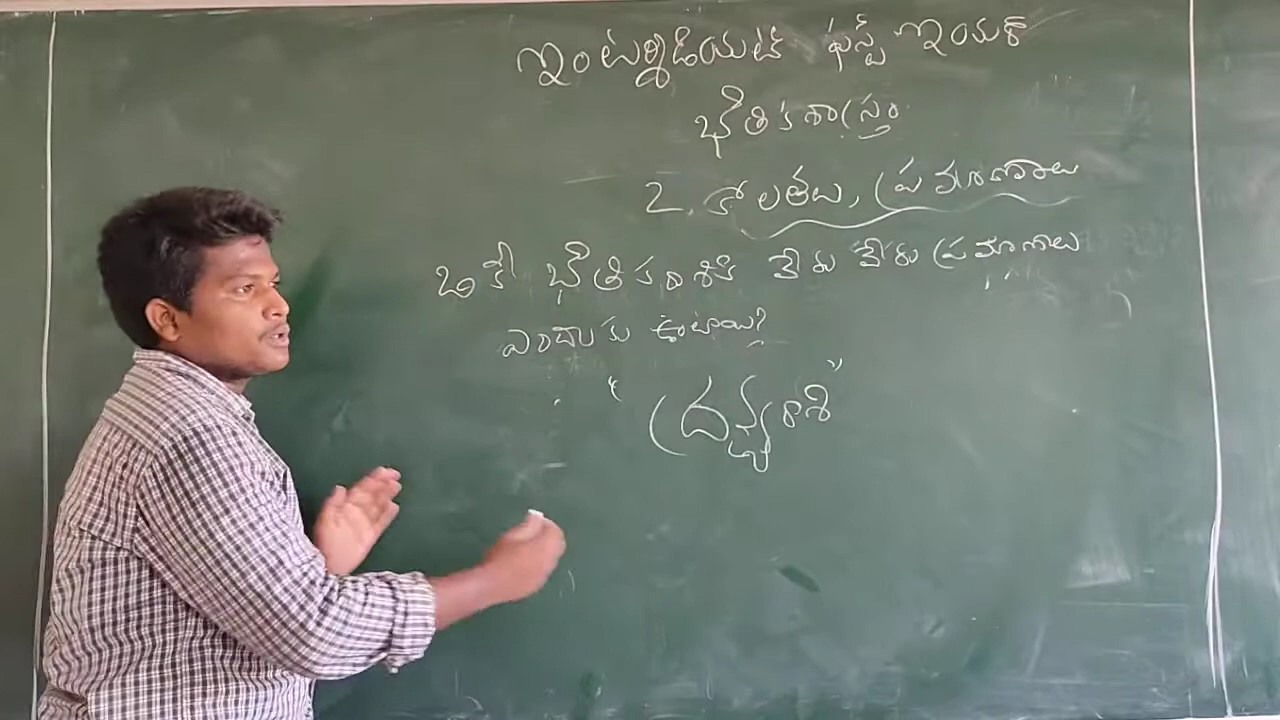 ఇంటర్మీడియట్ ఫస్ట్ ఇయర్
భౌతికశాస్త్రం
2. కోలతలు, ప్రమాణాలు
ఒకే భౌతికరాశికి వేరు వేరు ప్రమాణాలు
ఎందుకు ఉంటాయి?
"ద్రవ్యరాశి"